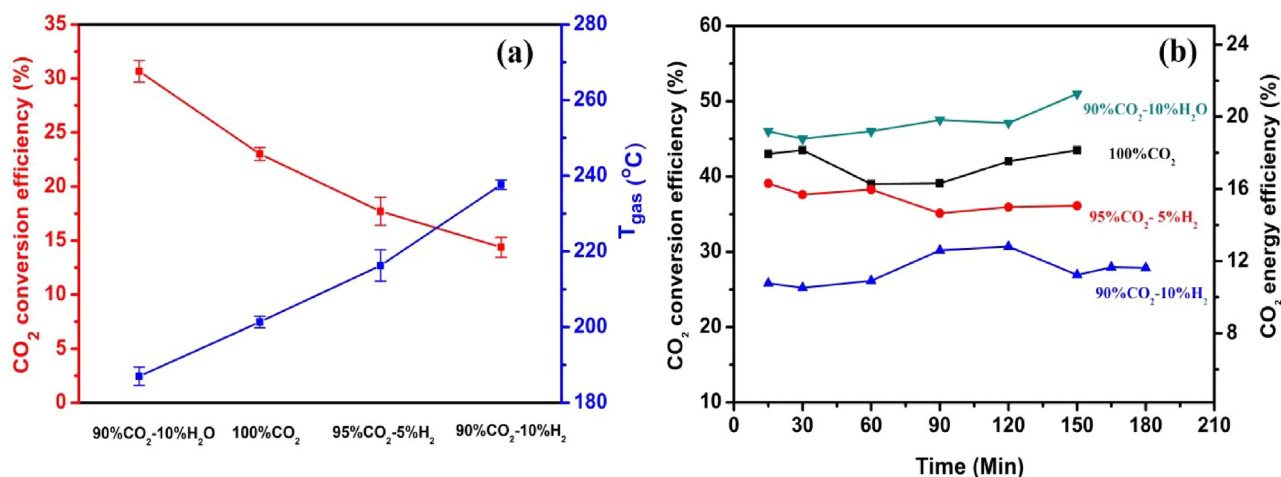 (a)
CO₂ conversion efficiency (%)
35
30
25
20
15
10
5
0
280
260
240
220
200
180
T_gas (°C)
90%CO₂-10%H₂O 100%CO₂ 95%CO₂-5%H₂ 90%CO₂-10%H₂
(b)
CO₂ conversion efficiency (%)
60
50
40
30
20
10
24
20
16
12
8
4
CO₂ energy efficiency (%)
90%CO₂-10%H₂O
100%CO₂
95%CO₂- 5%H₂
90%CO₂-10%H₂
0 30 60 90 120 150 180 210
Time (Min)